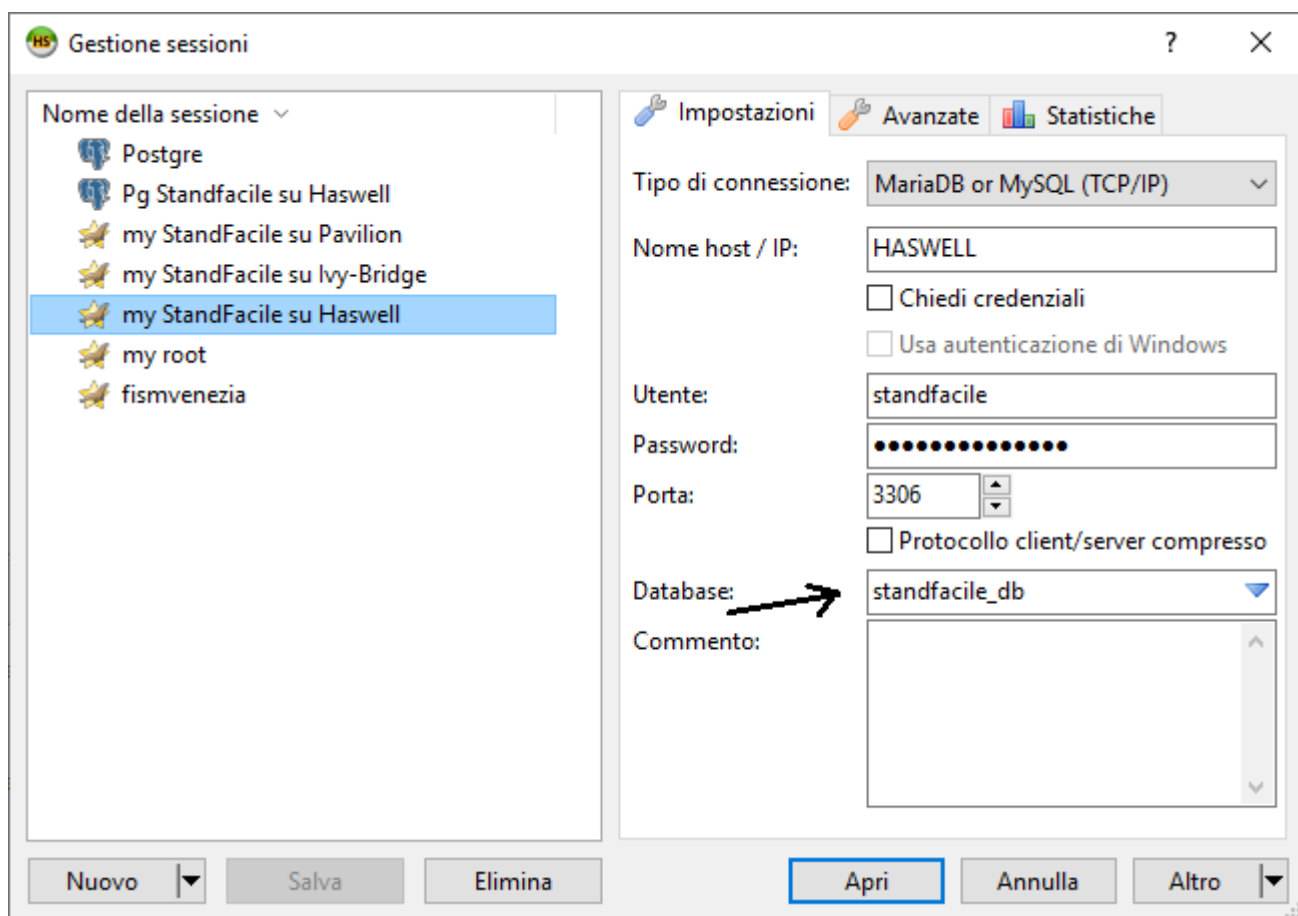 HS Gestione sessioni ?
Nome della sessione
Postgre
Pg Standfacile su Haswell
my StandFacile su Pavilion
my StandFacile su Ivy-Bridge
my StandFacile su Haswell
my root
fismvenezia
Impostazioni Avanzate Statistiche
Tipo di connessione: MariaDB or MySQL (TCP/IP)
Nome host / IP: HASWELL
Chiedi credenziali
Usa autenticazione di Windows
Utente: standfacile
Password: ●●●●●●●●●●●●●●
Porta: 3306
Protocollo client/server compresso
Database: standfacile_db
Commento:
Nuovo Salva Elimina Apri Annulla Altro